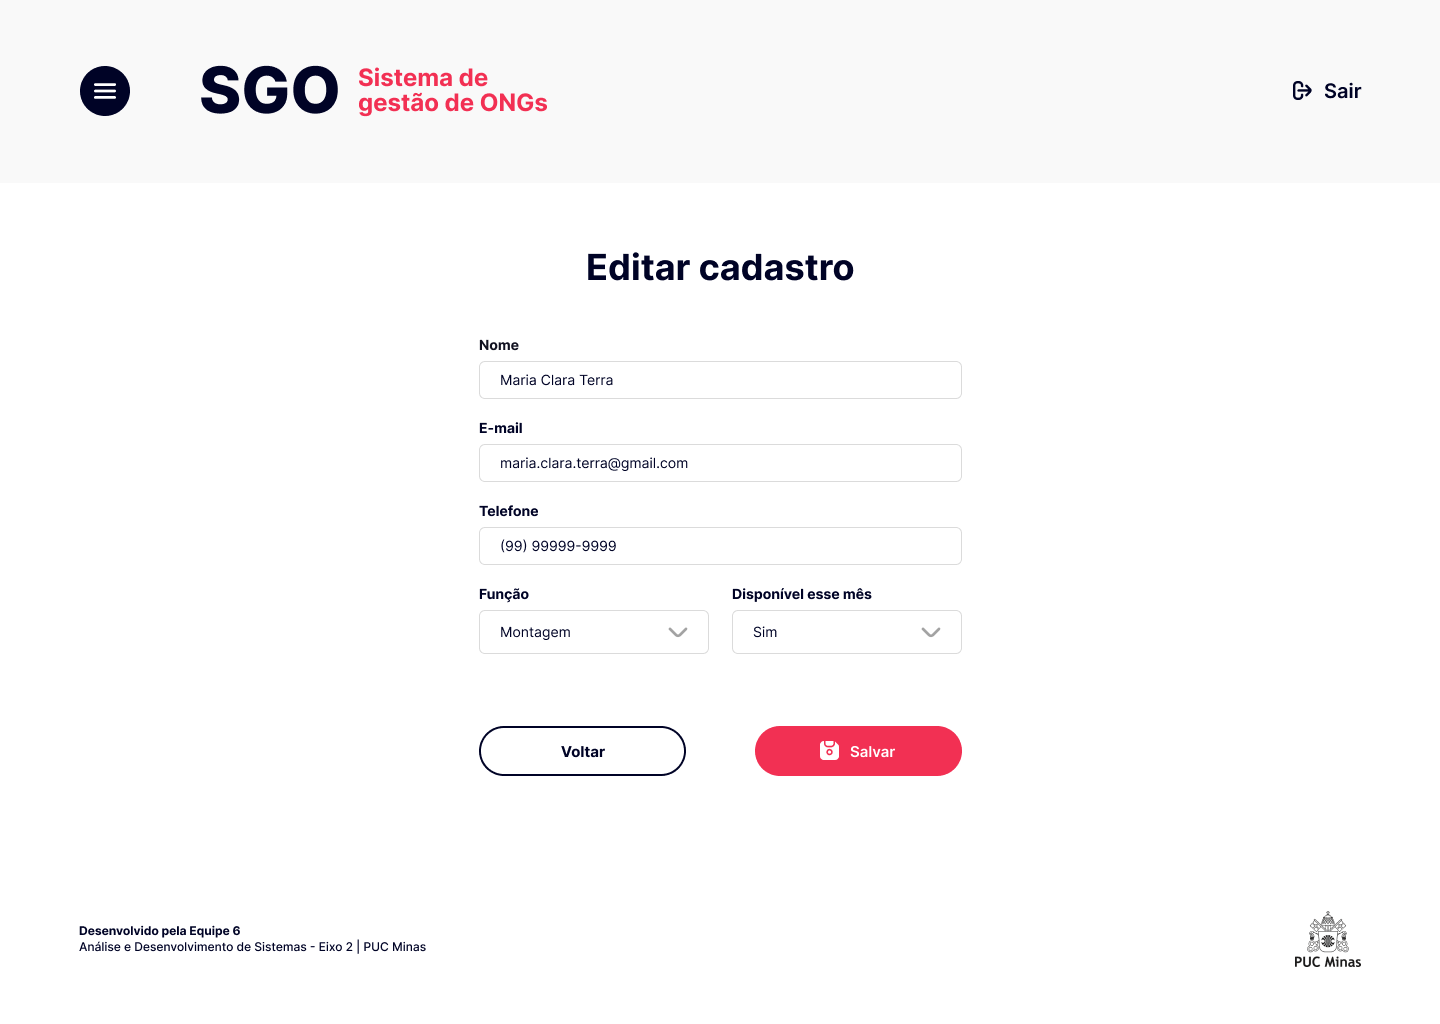 SGO
Sistema de
gestão de ONGs
Sair
Editar cadastro
Nome
Maria Clara Terra
E-mail
maria.clara.terra@gmail.com
Telefone
(99) 99999-9999
Função
Disponível esse mês
Montagem
Sim
Voltar
Salvar
Desenvolvido pela Equipe 6
Análise e Desenvolvimento de Sistemas - Eixo 2 | PUC Minas
PUC Minas